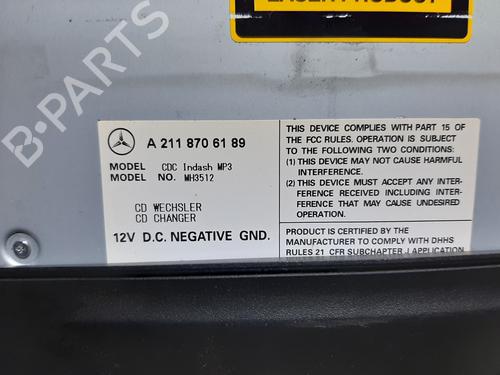 LASER PRODUCT
B-PARTS
A 211 870 61 89
MODEL CDC Indash MP3
MODEL NO. MH3512
CD WECHSLER
CD CHANGER
12V D.C. NEGATIVE GND.
THIS DEVICE COMPLIES WITH PART 15 OF
THE FCC RULES. OPERATION IS SUBJECT
TO THE FOLLOWING TWO CONDITIONS:
(1) THIS DEVICE MAY NOT CAUSE HARMFUL
INTERFERENCE.
(2) THIS DEVICE MUST ACCEPT ANY INTER-
FERENCE RECEIVED INCLUDING INTER-
FERENCE THAT MAY CAUSE UNDESIRED
OPERATION.
PRODUCT IS CERTIFIED BY THE
MANUFACTURER TO COMPLY WITH DHHS
RULES 21 CFR SUBCHAPTER J APPLICATION